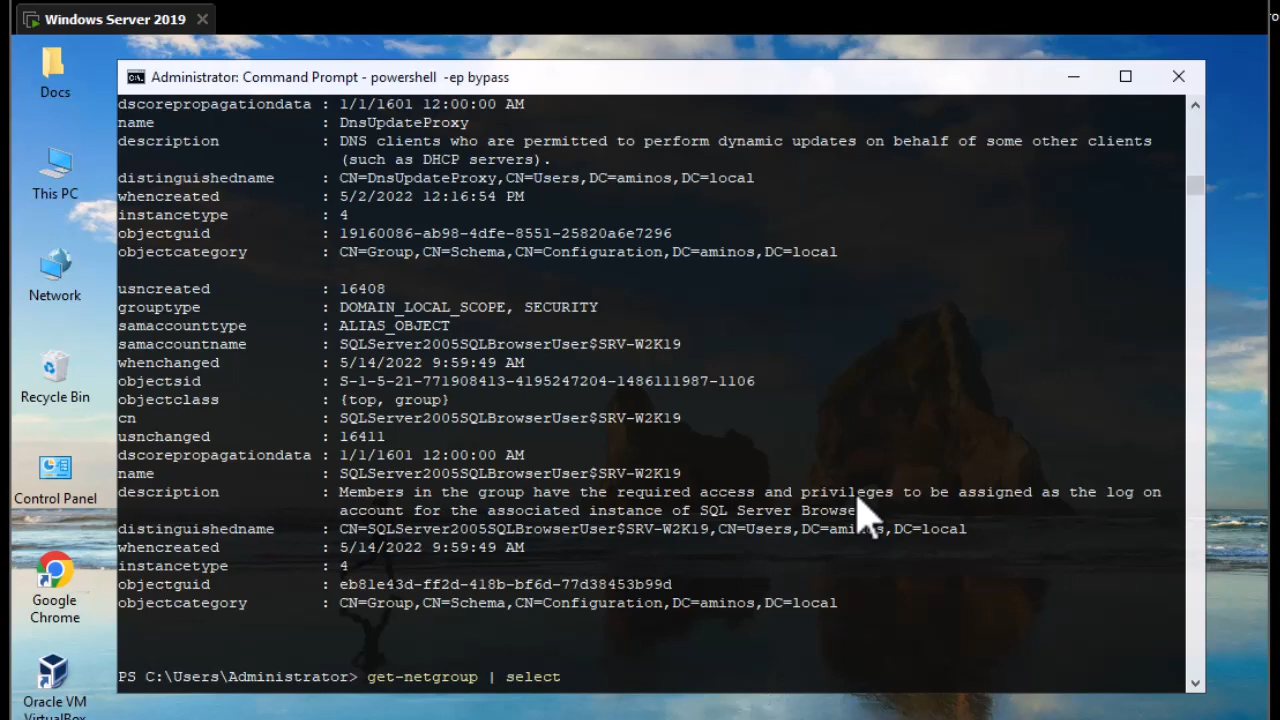 Windows Server 2019
Docs
This PC
Network
Recycle Bin
Control Panel
Google
Chrome
Oracle VM
VirtualBox
Administrator: Command Prompt - powershell  -ep bypass
dscorepropagationdata : 1/1/1601 12:00:00 AM
name                  : DnsUpdateProxy
description           : DNS clients who are permitted to perform dynamic updates on behalf of some other clients
                        (such as DHCP servers).
distinguishedname     : CN=DnsUpdateProxy,CN=Users,DC=aminos,DC=local
whencreated           : 5/2/2022 12:16:54 PM
instancetype          : 4
objectguid            : 19160086-ab98-4dfe-8551-25820a6e7296
objectcategory        : CN=Group,CN=Schema,CN=Configuration,DC=aminos,DC=local
usncreated            : 16408
grouptype             : DOMAIN_LOCAL_SCOPE, SECURITY
samaccounttype        : ALIAS_OBJECT
samaccountname        : SQLServer2005SQLBrowserUser$SRV-W2K19
whenchanged           : 5/14/2022 9:59:49 AM
objectsid             : S-1-5-21-771908413-4195247204-1486111987-1106
objectclass           : {top, group}
cn                    : SQLServer2005SQLBrowserUser$SRV-W2K19
usnchanged            : 16411
dscorepropagationdata : 1/1/1601 12:00:00 AM
name                  : SQLServer2005SQLBrowserUser$SRV-W2K19
description           : Members in the group have the required access and privileges to be assigned as the log on
                        account for the associated instance of SQL Server Browse
distinguishedname     : CN=SQLServer2005SQLBrowserUser$SRV-W2K19,CN=Users,DC=aminos,DC=local
whencreated           : 5/14/2022 9:59:49 AM
instancetype          : 4
objectguid            : eb81e43d-ff2d-418b-bf6d-77d38453b99d
objectcategory        : CN=Group,CN=Schema,CN=Configuration,DC=aminos,DC=local
PS C:\Users\Administrator> get-netgroup | select